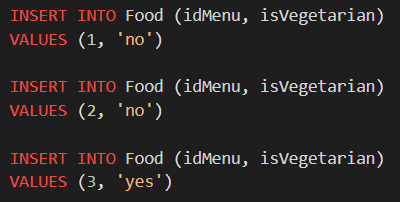 INSERT INTO Food (idMenu, isVegetarian)
VALUES (1, 'no')
INSERT INTO Food (idMenu, isVegetarian)
VALUES (2, 'no')
INSERT INTO Food (idMenu, isVegetarian)
VALUES (3, 'yes')